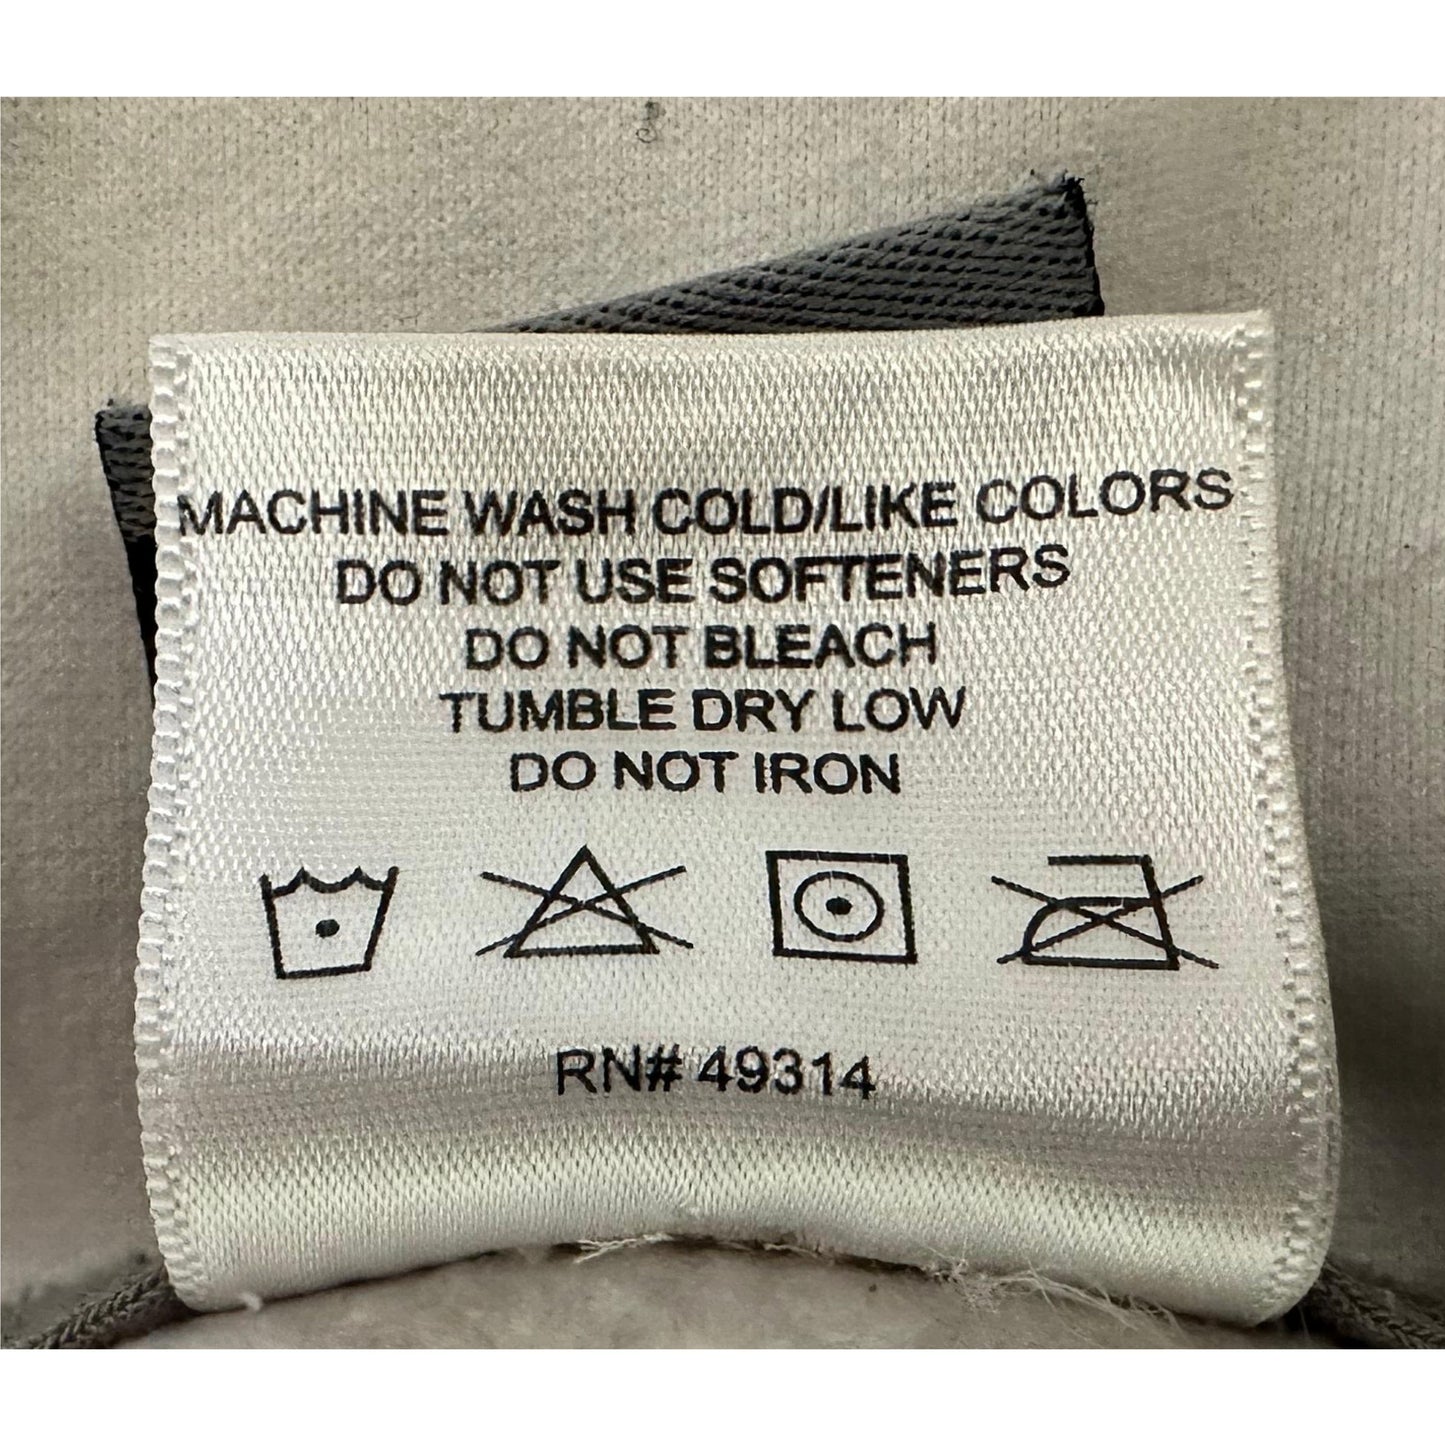 MACHINE WASH COLD/LIKE COLORS
DO NOT USE SOFTENERS
DO NOT BLEACH
TUMBLE DRY LOW
DO NOT IRON
RN# 49314